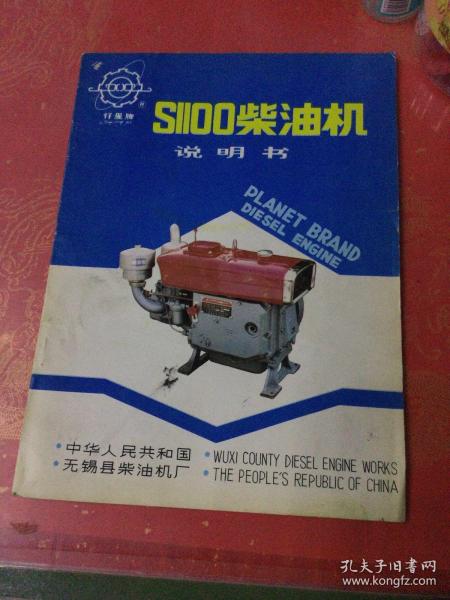 行星牌
S1100柴油机
说明书
PLANET BRAND
DIESEL ENGINE
·中华人民共和国
·无锡县柴油机厂
·WUXI COUNTY DIESEL ENGINE WORKS
·THE PEOPLE'S REPUBLIC OF CHINA
孔夫子旧书网
www.kongfz.com